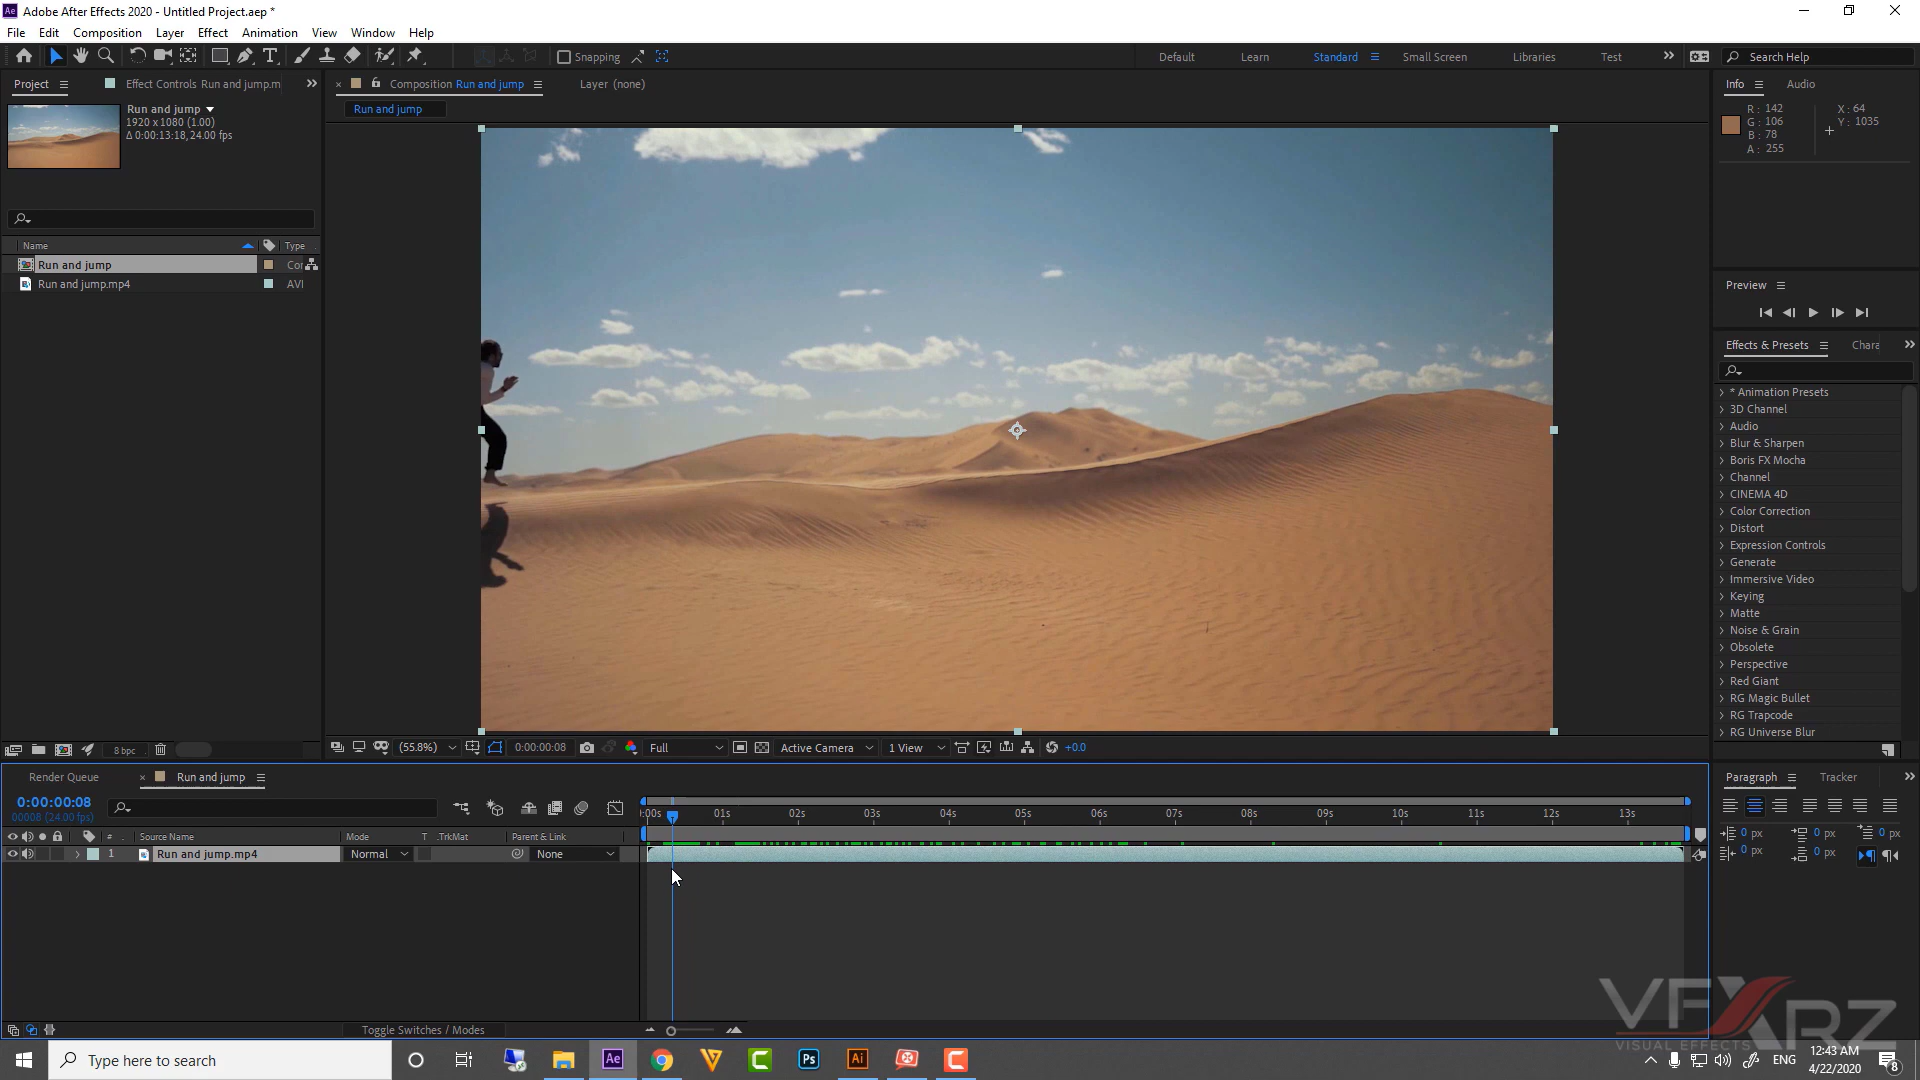 Adobe After Effects 2020 - Untitled Project.aep *
File Edit Composition Layer Effect Animation View Window Help
Snapping Default Learn Standard Small Screen Libraries Test Search Help
Project Effect Controls Run and jump.m
Composition Run and jump Layer (none)
Info Audio
Run and jump
Run and jump
1920 x 1080 (1.00)
Δ 0:00:13:18, 24.00 fps
R : 142
G : 106
B : 78
A : 255
X : 64
Y : 1035
Name Type
Run and jump Cor
Run and jump.mp4 AVI
Preview
Effects & Presets Chara
* Animation Presets
3D Channel
Audio
Blur & Sharpen
Boris FX Mocha
Channel
CINEMA 4D
Color Correction
Distort
Expression Controls
Generate
Immersive Video
Keying
Matte
Noise & Grain
Obsolete
Perspective
Red Giant
RG Magic Bullet
RG Trapcode
RG Universe Blur
8 bpc
(55.8%) 0:00:00:08 Full Active Camera 1 View +0.0
Render Queue Run and jump
Paragraph Tracker
0:00:00:08
00008 (24.00 fps)
:00s 01s 02s 03s 04s 05s 06s 07s 08s 09s 10s 11s 12s 13s
# Source Name Mode T .TrkMat Parent & Link
1 Run and jump.mp4 Normal None
0 px 0 px 0 px
0 px 0 px
Toggle Switches / Modes
VFXARZ
VISUAL EFFECTS
Type here to search
Ae Ps Ai
ENG
12:43 AM
4/22/2020
8